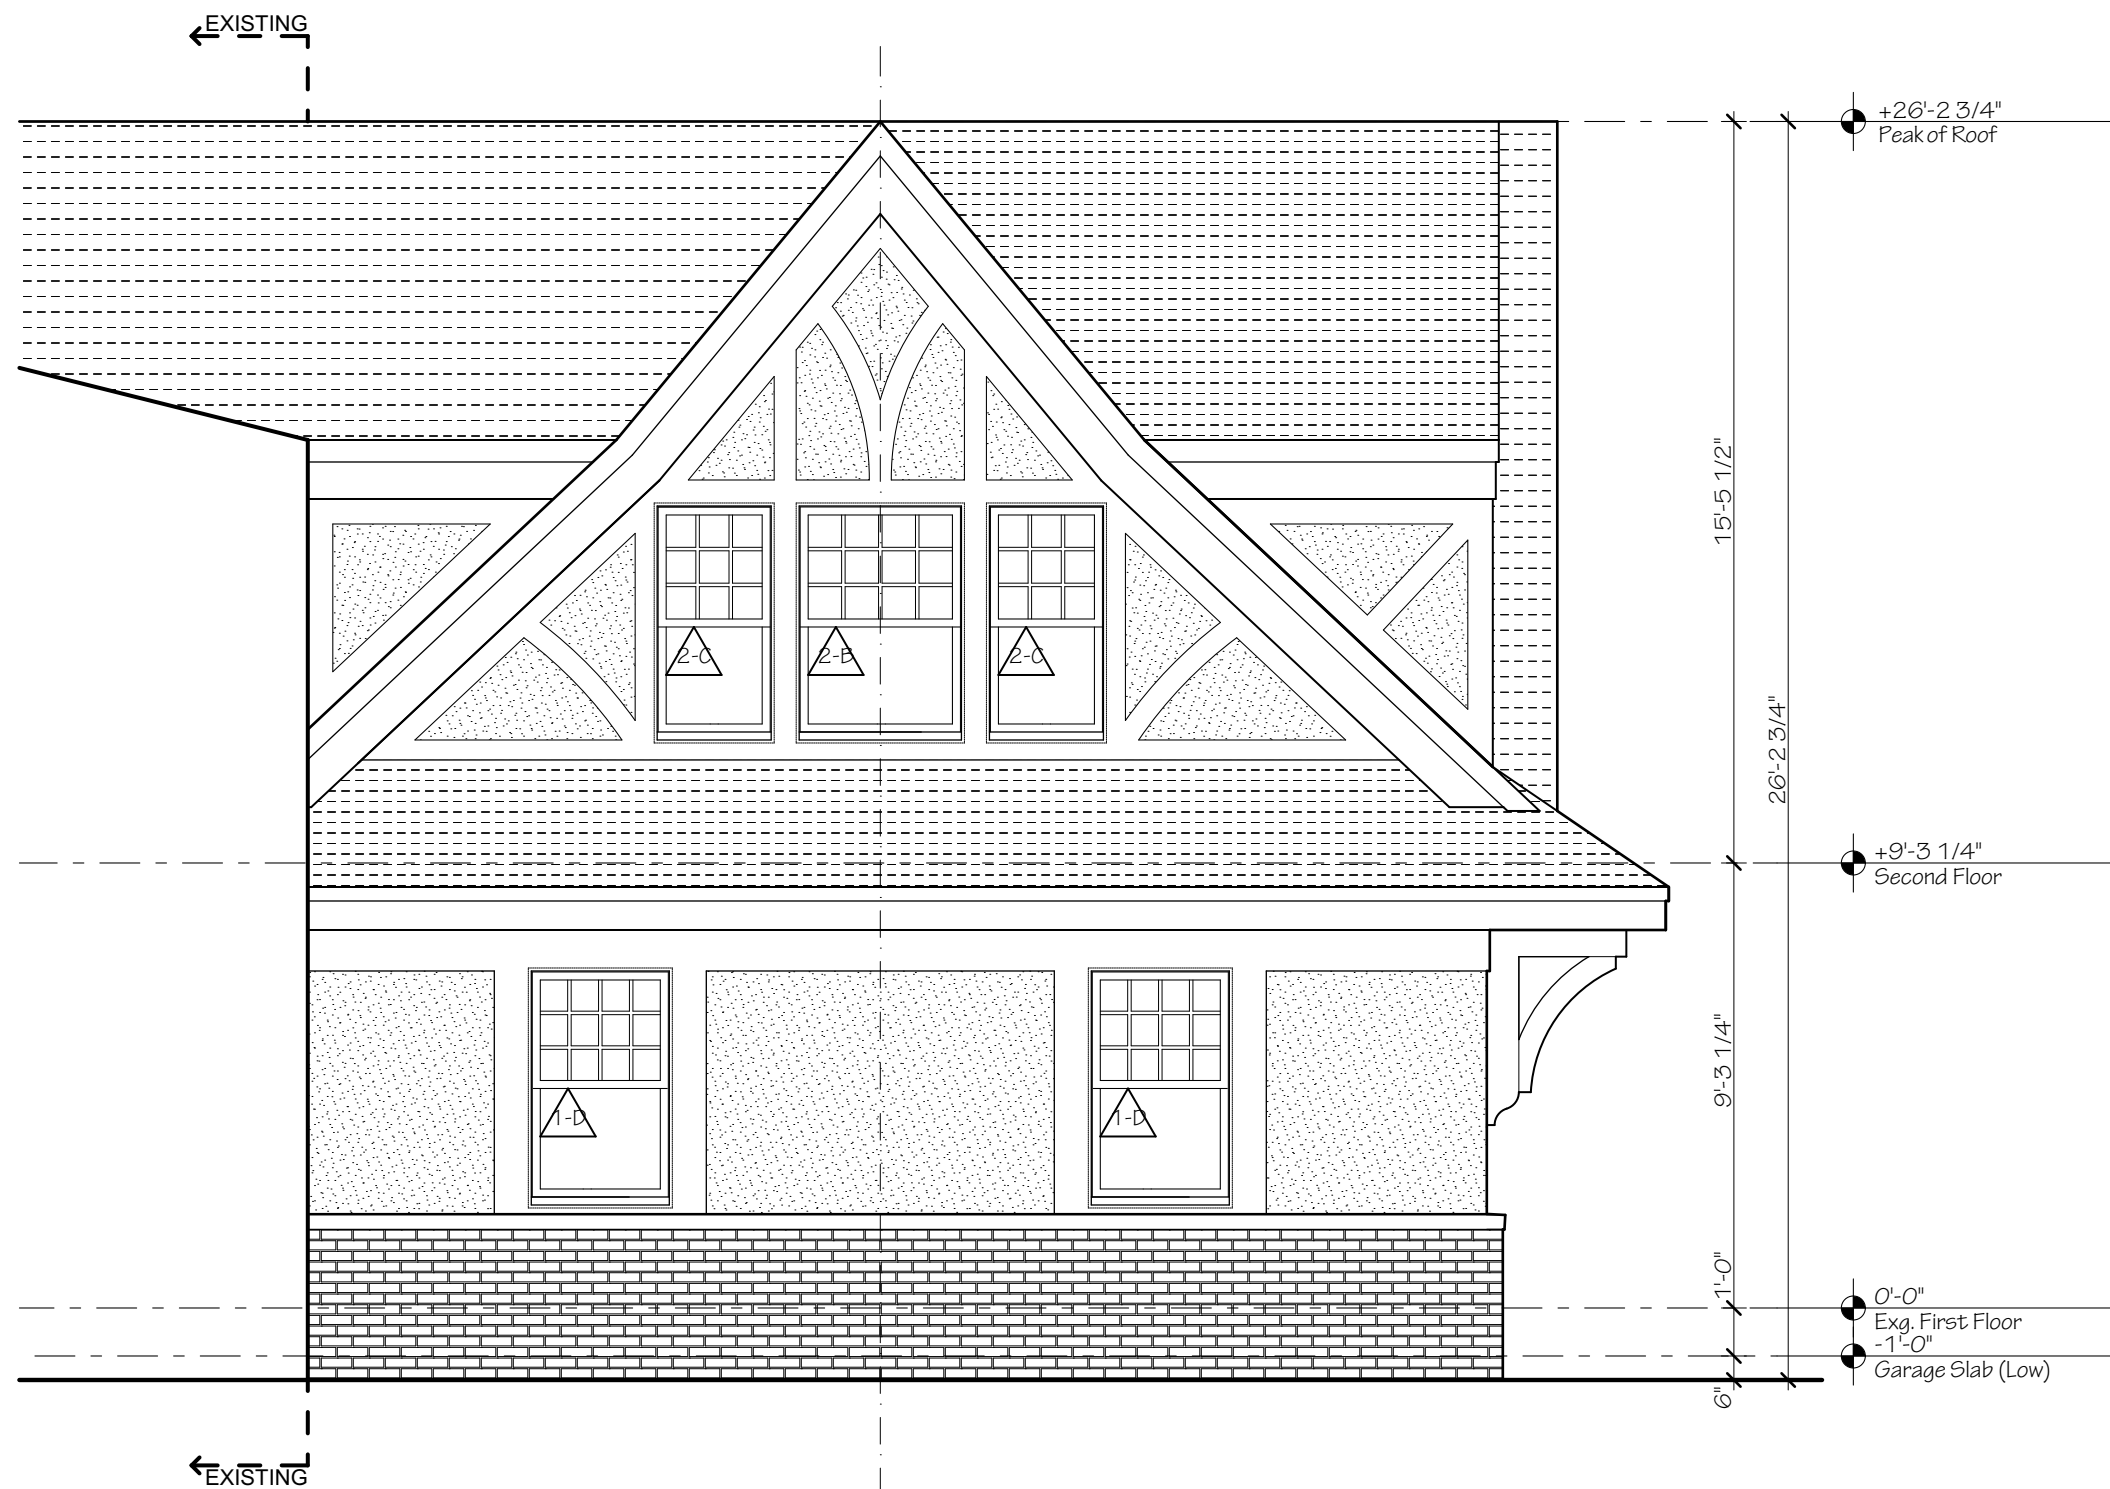 EXISTING
+26'-2 3/4"
Peak of Roof
15'-5 1/2"
2-C
2-B
2-C
26'-2 3/4"
+9'-3 1/4"
Second Floor
9'-3 1/4"
1-D
1-D
1'-0"
0'-0"
Exg. First Floor
-1'-0"
Garage Slab (Low)
6"
EXISTING